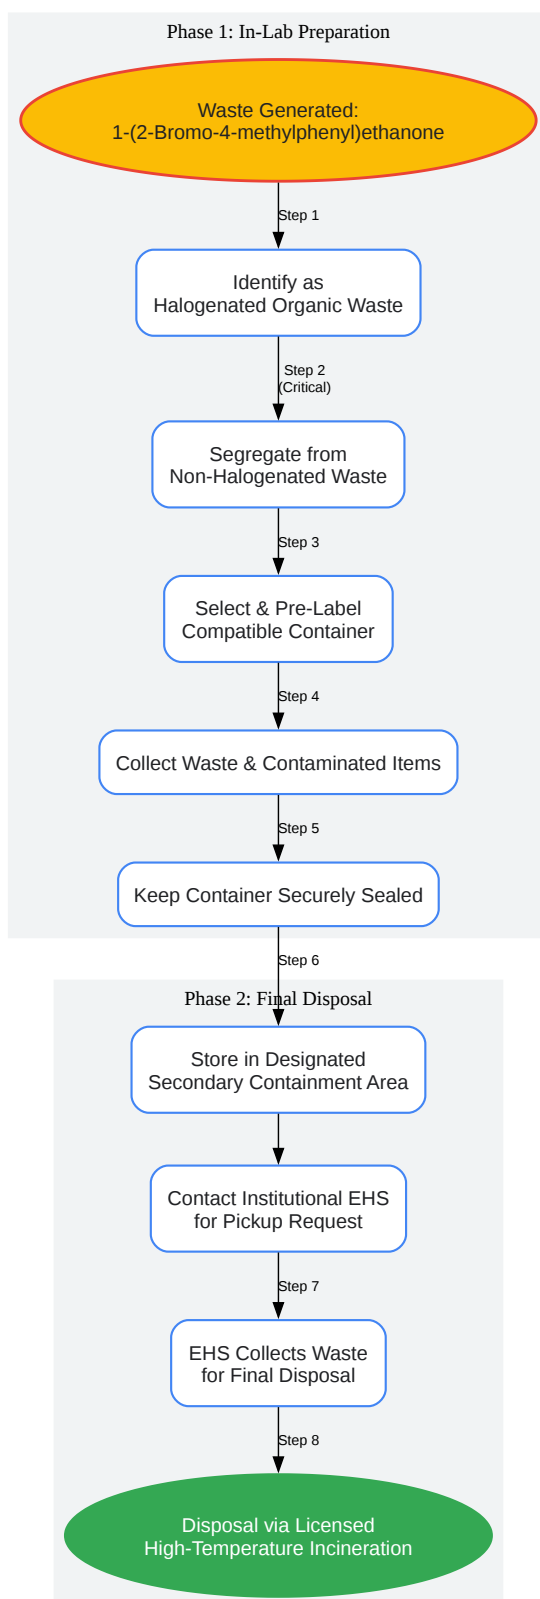 Phase 1: In-Lab Preparation
Waste Generated:
1-(2-Bromo-4-methylphenyl)ethanone
Step 1
Identify as
Halogenated Organic Waste
Step 2
(Critical)
Segregate from
Non-Halogenated Waste
Step 3
Select & Pre-Label
Compatible Container
Step 4
Collect Waste & Contaminated Items
Step 5
Keep Container Securely Sealed
Step 6
Phase 2: Final Disposal
Store in Designated
Secondary Containment Area
Contact Institutional EHS
for Pickup Request
Step 7
EHS Collects Waste
for Final Disposal
Step 8
Disposal via Licensed
High-Temperature Incineration